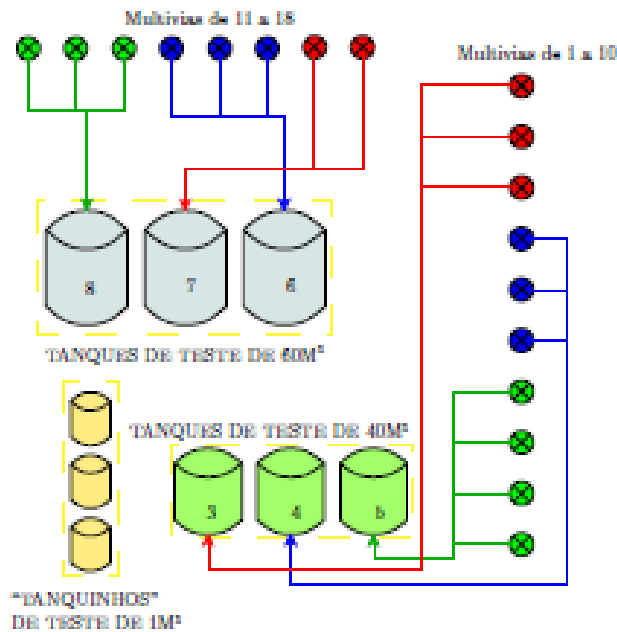 Multivias de 11 a 18
Multivias de 1 a 10
8
7
6
TANQUES DE TESTE DE 60M³
TANQUES DE TESTE DE 40M³
3
4
5
"TANQUINHOS"
DE TESTE DE 1M³